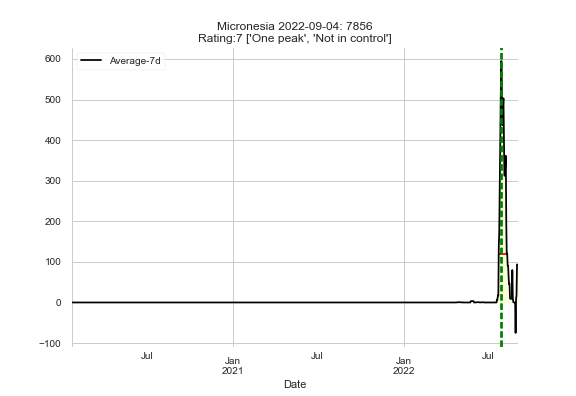 Micronesia 2022-09-04: 7856
Rating:7 ['One peak', 'Not in control']
Average-7d
600
500
400
300
200
100
0
−100
Jul
Jan
2021
Jul
Jan
2022
Jul
Date